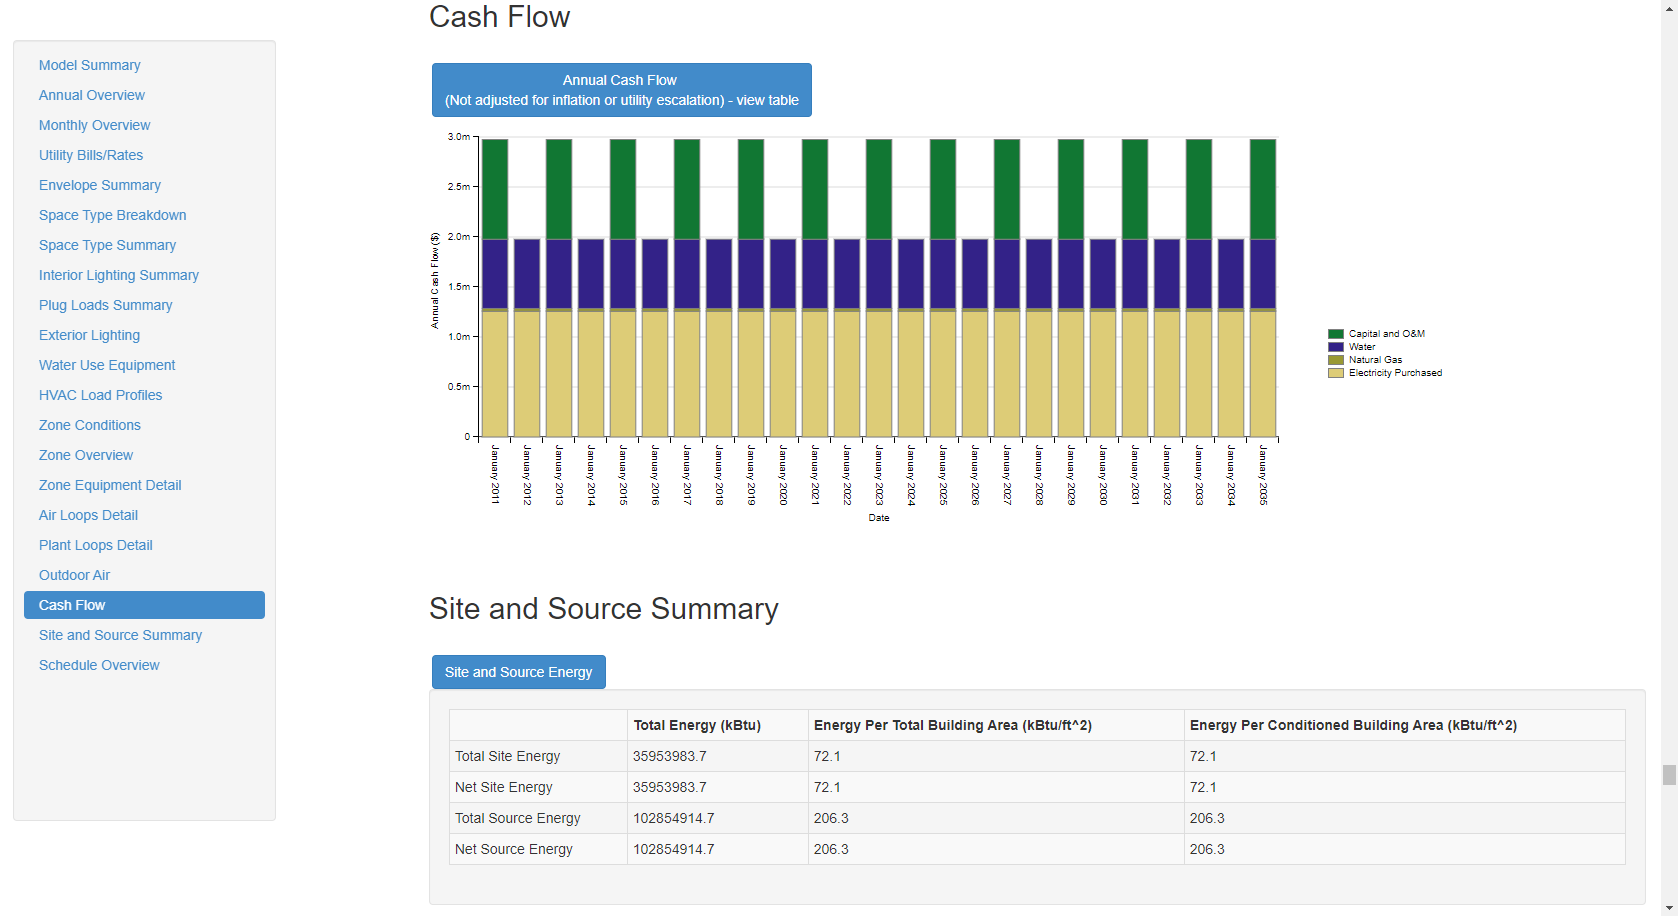 Cash Flow
Model Summary
Annual Overview
Monthly Overview
Utility Bills/Rates
Envelope Summary
Space Type Breakdown
Space Type Summary
Interior Lighting Summary
Plug Loads Summary
Exterior Lighting
Water Use Equipment
HVAC Load Profiles
Zone Conditions
Zone Overview
Zone Equipment Detail
Air Loops Detail
Plant Loops Detail
Outdoor Air
Cash Flow
Site and Source Summary
Schedule Overview
Annual Cash Flow
(Not adjusted for inflation or utility escalation) - view table
Annual Cash Flow ($)
3.0m
2.5m
2.0m
1.5m
1.0m
0.5m
0
January 2011
January 2012
January 2013
January 2014
January 2015
January 2016
January 2017
January 2018
January 2019
January 2020
January 2021
January 2022
January 2023
January 2024
January 2025
January 2026
January 2027
January 2028
January 2029
January 2030
January 2031
January 2032
January 2033
January 2034
January 2035
Date
Capital and O&M
Water
Natural Gas
Electricity Purchased
Site and Source Summary
Site and Source Energy
Total Energy (kBtu) Energy Per Total Building Area (kBtu/ft^2) Energy Per Conditioned Building Area (kBtu/ft^2)
Total Site Energy 35953983.7 72.1 72.1
Net Site Energy 35953983.7 72.1 72.1
Total Source Energy 102854914.7 206.3 206.3
Net Source Energy 102854914.7 206.3 206.3